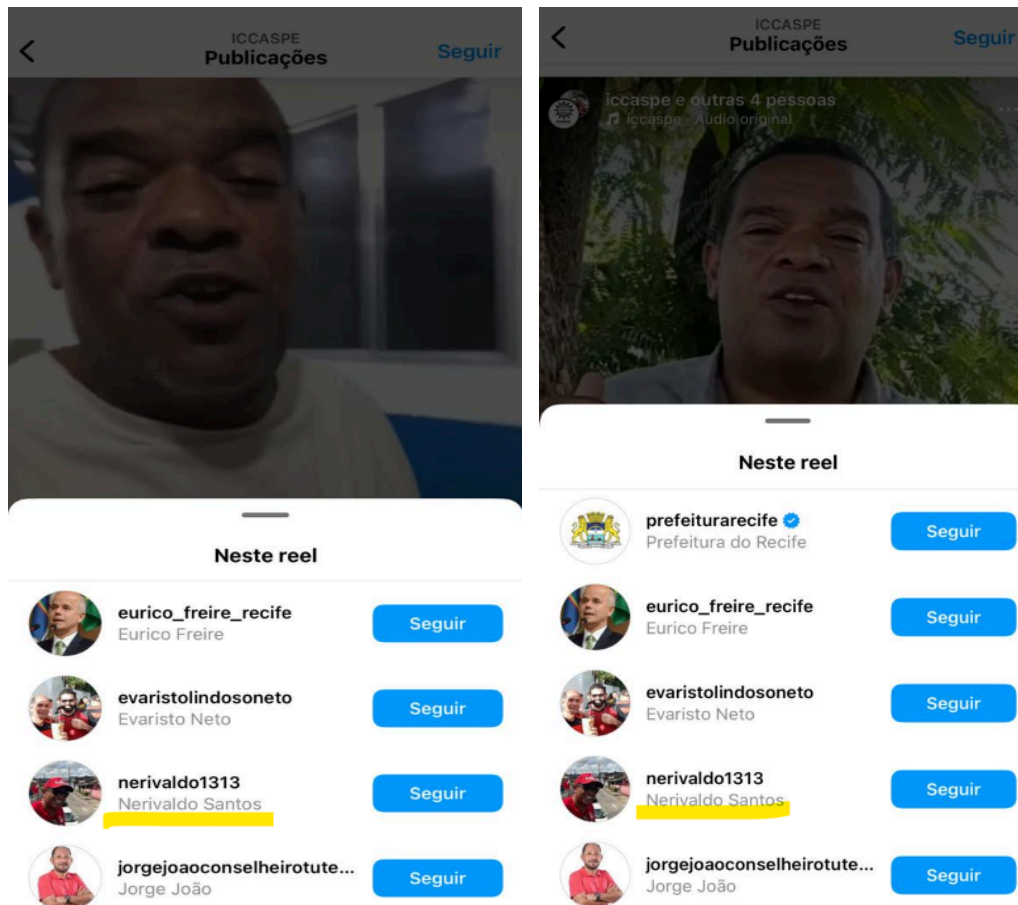 ICCASPE
Publicações
Seguir
Neste reel
eurico_freire_recife
Eurico Freire
Seguir
evaristolindosoneto
Evaristo Neto
Seguir
nerivaldo1313
Nerivaldo Santos
Seguir
jorgejoaoconselheirotute...
Jorge João
Seguir
ICCASPE
Publicações
Seguir
iccaspe e outras 4 pessoas
iccaspe · Áudio original
Neste reel
prefeiturarecife
Prefeitura do Recife
Seguir
eurico_freire_recife
Eurico Freire
Seguir
evaristolindosoneto
Evaristo Neto
Seguir
nerivaldo1313
Nerivaldo Santos
Seguir
jorgejoaoconselheirotute...
Jorge João
Seguir